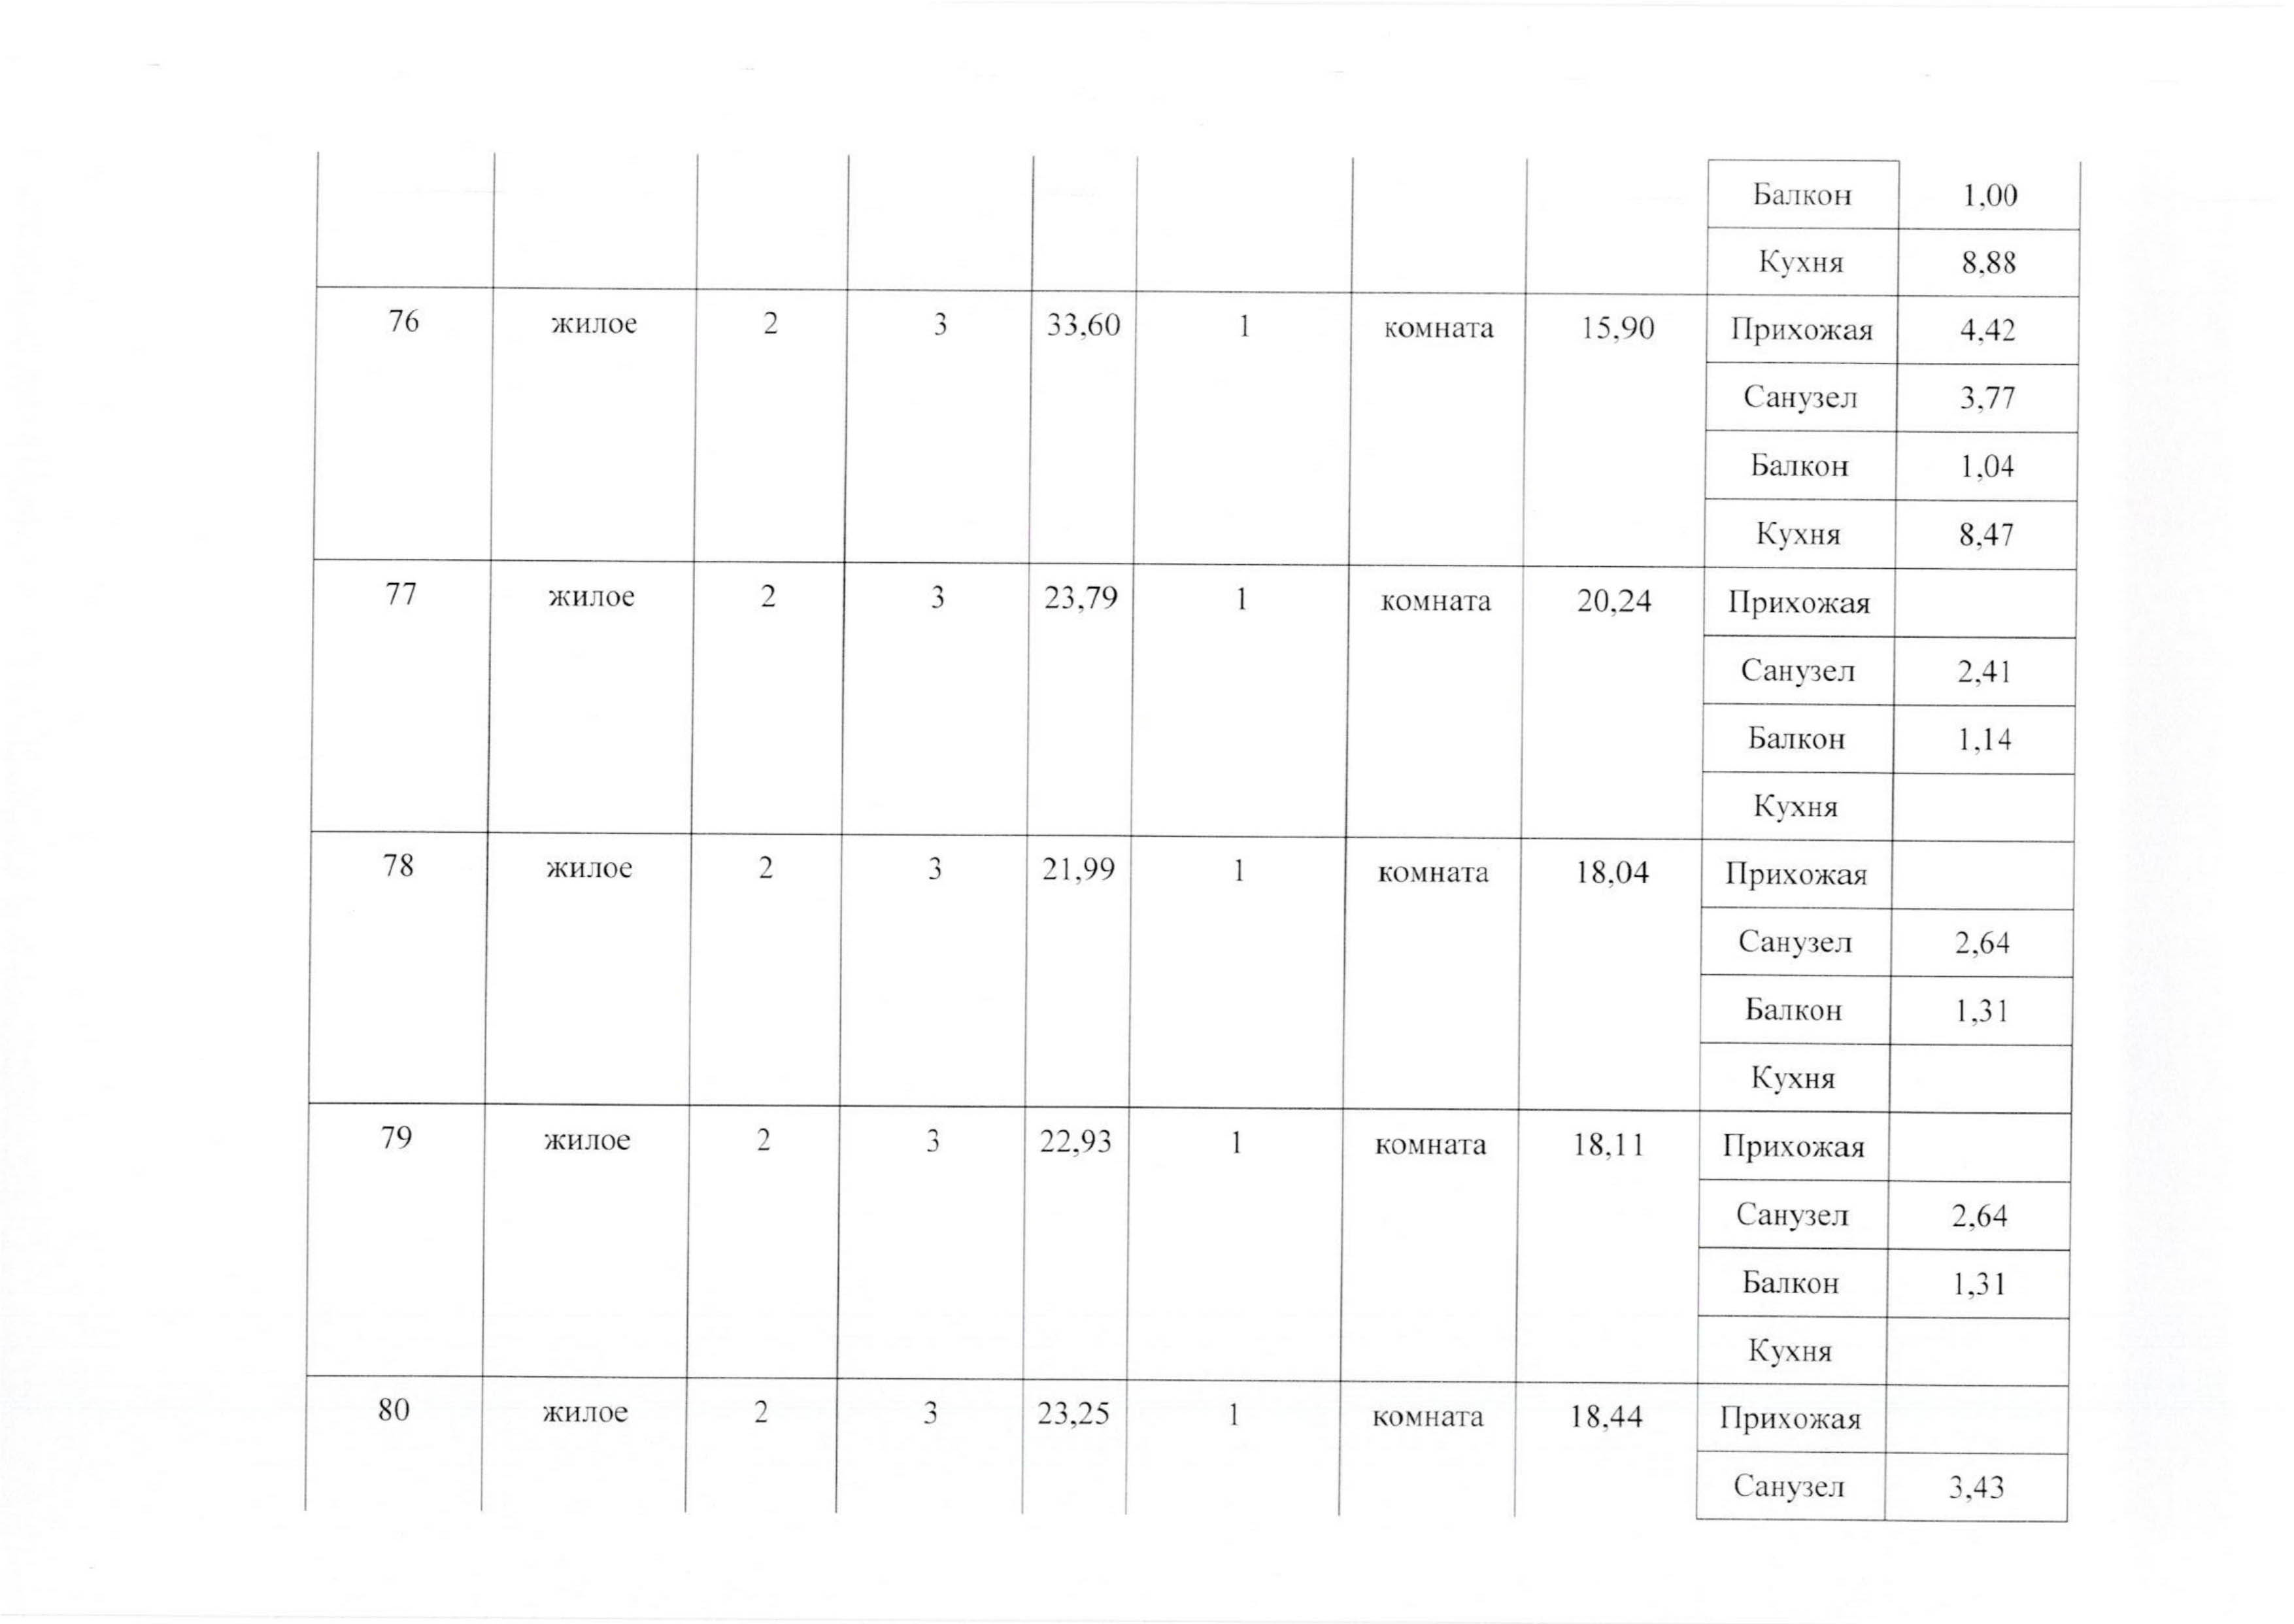 Балкон 1,00
Кухня 8,88
76 жилое 2 3 33,60 1 комната 15,90 Прихожая 4,42
Санузел 3,77
Балкон 1,04
Кухня 8,47
77 жилое 2 3 23,79 1 комната 20,24 Прихожая
Санузел 2,41
Балкон 1,14
Кухня
78 жилое 2 3 21,99 1 комната 18,04 Прихожая
Санузел 2,64
Балкон 1,31
Кухня
79 жилое 2 3 22,93 1 комната 18,11 Прихожая
Санузел 2,64
Балкон 1,31
Кухня
80 жилое 2 3 23,25 1 комната 18,44 Прихожая
Санузел 3,43